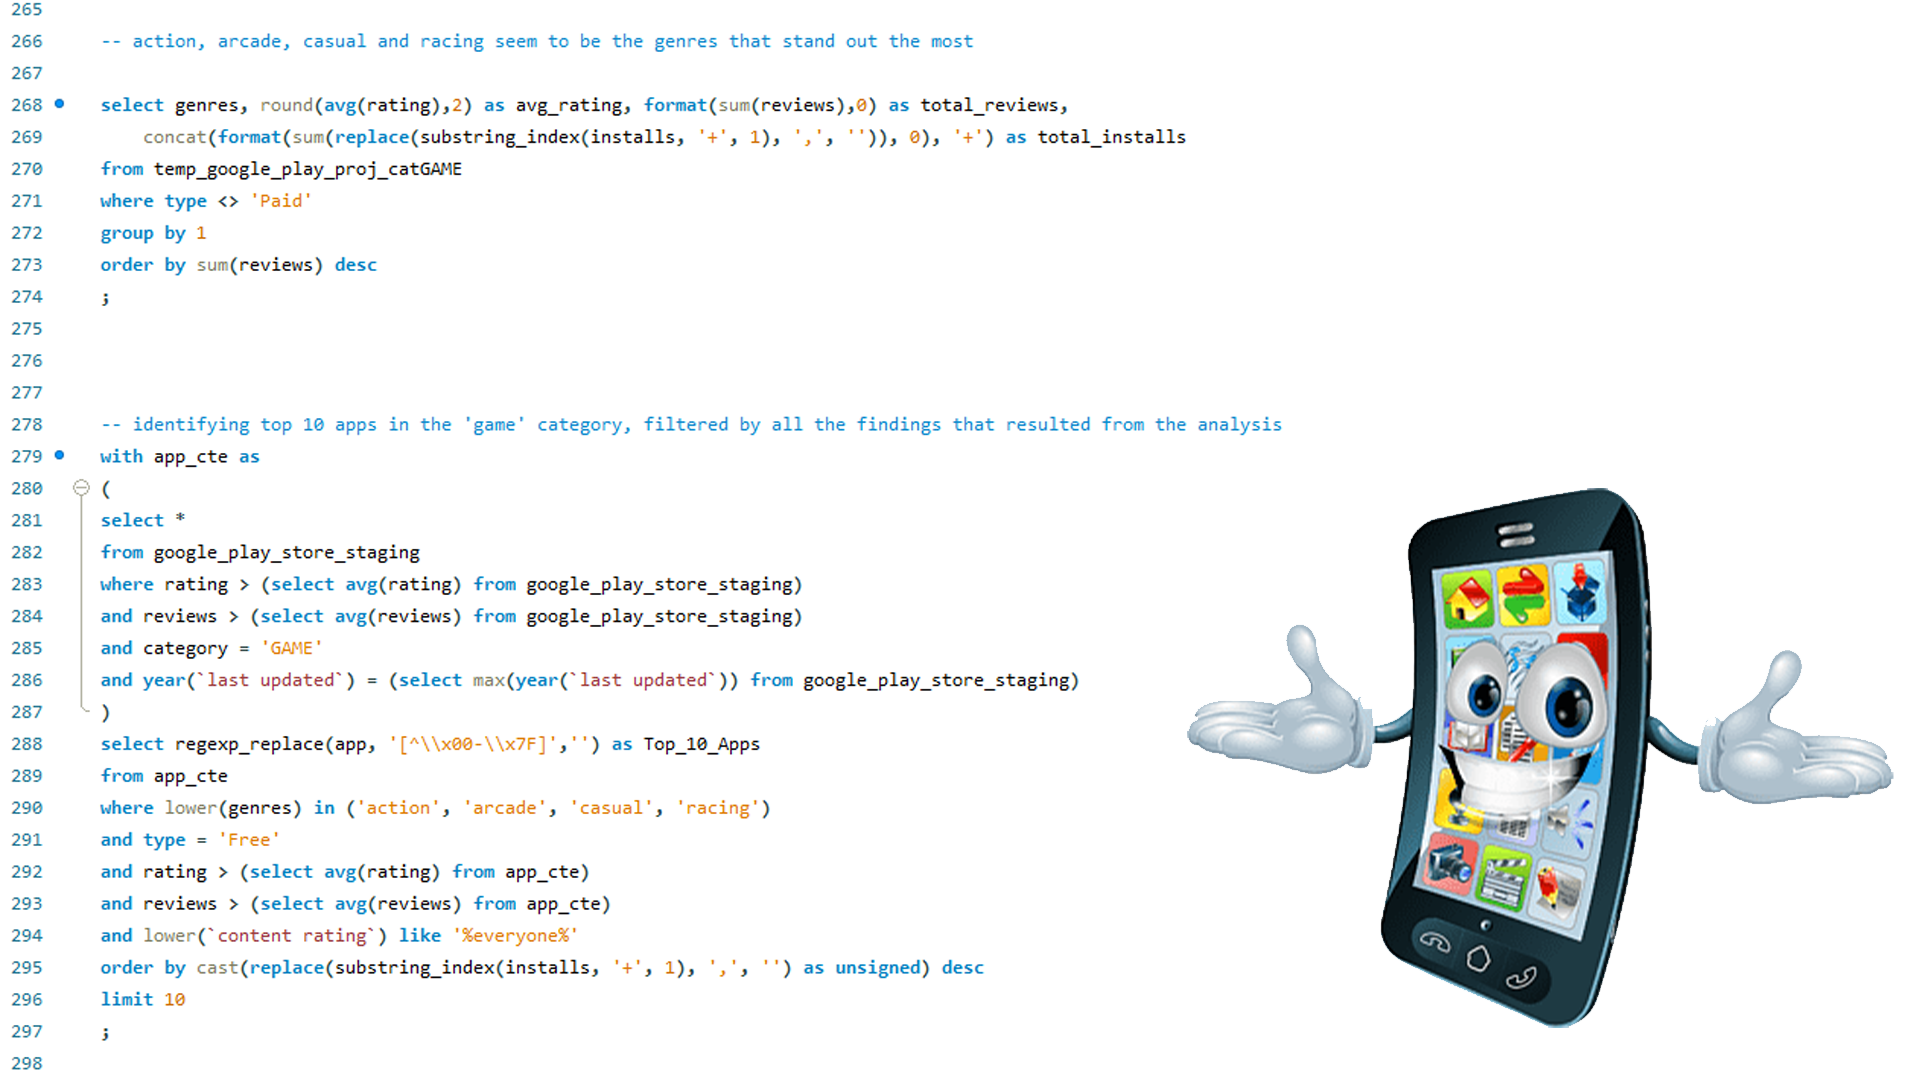 265
266 -- action, arcade, casual and racing seem to be the genres that stand out the most
267
268 select genres, round(avg(rating),2) as avg_rating, format(sum(reviews),0) as total_reviews,
269 concat(format(sum(replace(substring_index(installs, '+', 1), ',', '')), 0), '+') as total_installs
270 from temp_google_play_proj_catGAME
271 where type <> 'Paid'
272 group by 1
273 order by sum(reviews) desc
274 ;
275
276
277
278 -- identifying top 10 apps in the 'game' category, filtered by all the findings that resulted from the analysis
279 with app_cte as
280 (
281 select *
282 from google_play_store_staging
283 where rating > (select avg(rating) from google_play_store_staging)
284 and reviews > (select avg(reviews) from google_play_store_staging)
285 and category = 'GAME'
286 and year(`last updated`) = (select max(year(`last updated`)) from google_play_store_staging)
287 )
288 select regexp_replace(app, '[^\\x00-\\x7F]','') as Top_10_Apps
289 from app_cte
290 where lower(genres) in ('action', 'arcade', 'casual', 'racing')
291 and type = 'Free'
292 and rating > (select avg(rating) from app_cte)
293 and reviews > (select avg(reviews) from app_cte)
294 and lower(`content rating`) like '%everyone%'
295 order by cast(replace(substring_index(installs, '+', 1), ',', '') as unsigned) desc
296 limit 10
297 ;
298